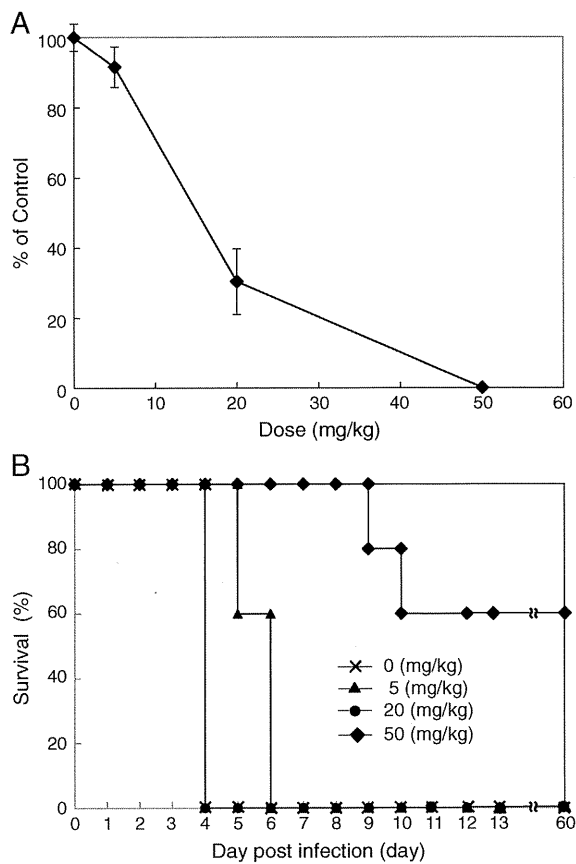 A
100
80
60
40
20
0
% of Control
0 10 20 30 40 50 60
Dose (mg/kg)
B
100
80
60
40
20
0
Survival (%)
0 (mg/kg)
5 (mg/kg)
20 (mg/kg)
50 (mg/kg)
0 1 2 3 4 5 6 7 8 9 10 11 12 13 60
Day post infection (day)